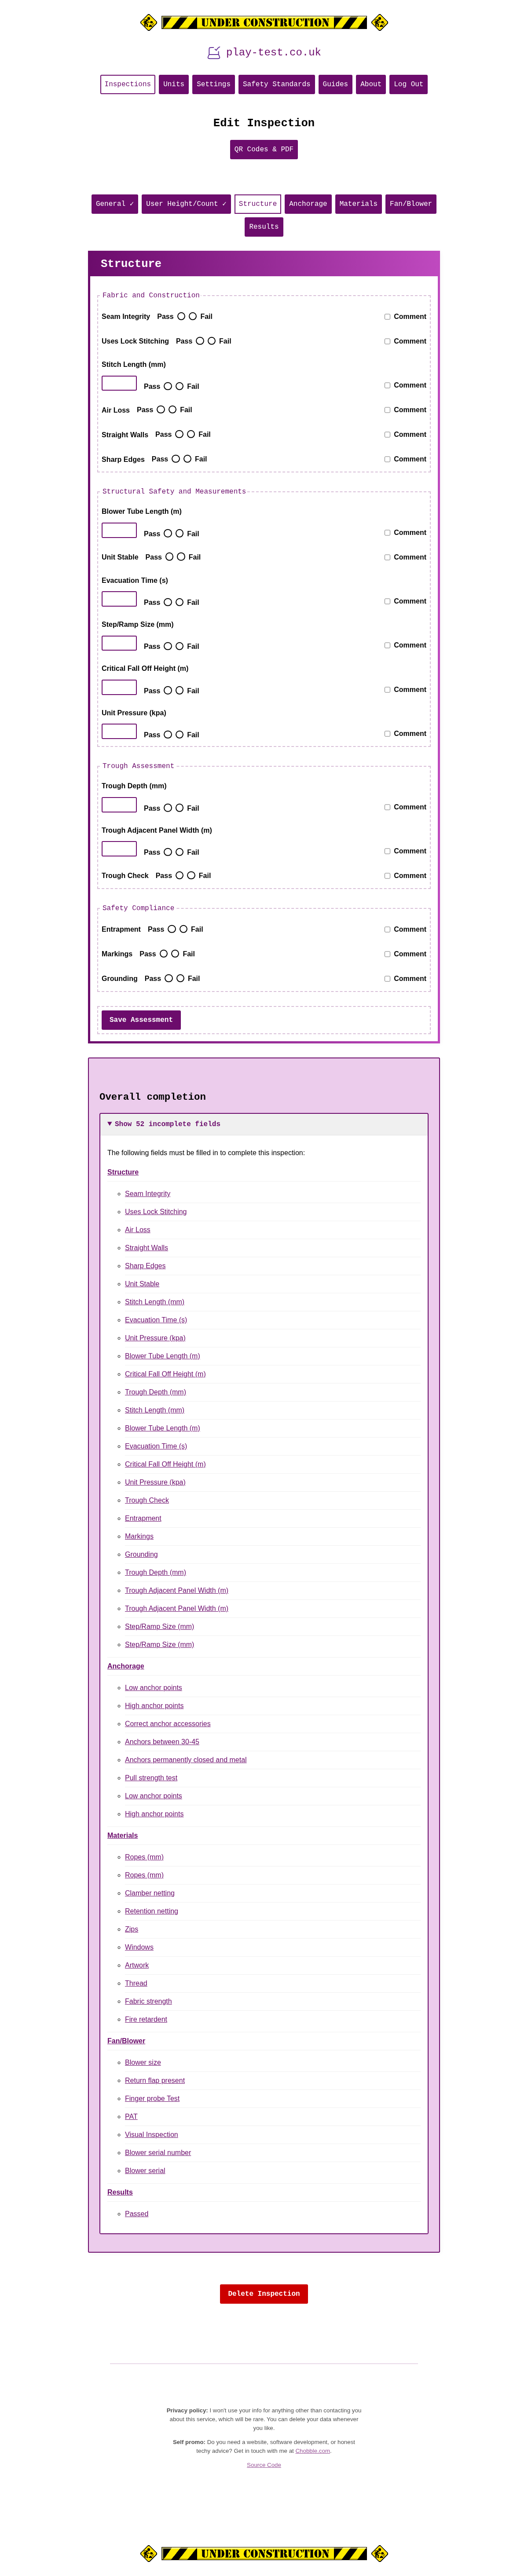 UNDER CONSTRUCTION
play-test.co.uk
Inspections Units Settings Safety Standards Guides About Log Out
Edit Inspection
QR Codes & PDF
General ✓ User Height/Count ✓ Structure Anchorage Materials Fan/Blower
Results
Structure
Fabric and Construction
Seam Integrity Pass Fail Comment
Uses Lock Stitching Pass Fail Comment
Stitch Length (mm)
Pass Fail Comment
Air Loss Pass Fail Comment
Straight Walls Pass Fail Comment
Sharp Edges Pass Fail Comment
Structural Safety and Measurements
Blower Tube Length (m)
Pass Fail Comment
Unit Stable Pass Fail Comment
Evacuation Time (s)
Pass Fail Comment
Step/Ramp Size (mm)
Pass Fail Comment
Critical Fall Off Height (m)
Pass Fail Comment
Unit Pressure (kpa)
Pass Fail Comment
Trough Assessment
Trough Depth (mm)
Pass Fail Comment
Trough Adjacent Panel Width (m)
Pass Fail Comment
Trough Check Pass Fail Comment
Safety Compliance
Entrapment Pass Fail Comment
Markings Pass Fail Comment
Grounding Pass Fail Comment
Save Assessment
Overall completion
▼ Show 52 incomplete fields
The following fields must be filled in to complete this inspection:
Structure
Seam Integrity
Uses Lock Stitching
Air Loss
Straight Walls
Sharp Edges
Unit Stable
Stitch Length (mm)
Evacuation Time (s)
Unit Pressure (kpa)
Blower Tube Length (m)
Critical Fall Off Height (m)
Trough Depth (mm)
Stitch Length (mm)
Blower Tube Length (m)
Evacuation Time (s)
Critical Fall Off Height (m)
Unit Pressure (kpa)
Trough Check
Entrapment
Markings
Grounding
Trough Depth (mm)
Trough Adjacent Panel Width (m)
Trough Adjacent Panel Width (m)
Step/Ramp Size (mm)
Step/Ramp Size (mm)
Anchorage
Low anchor points
High anchor points
Correct anchor accessories
Anchors between 30-45
Anchors permanently closed and metal
Pull strength test
Low anchor points
High anchor points
Materials
Ropes (mm)
Ropes (mm)
Clamber netting
Retention netting
Zips
Windows
Artwork
Thread
Fabric strength
Fire retardent
Fan/Blower
Blower size
Return flap present
Finger probe Test
PAT
Visual Inspection
Blower serial number
Blower serial
Results
Passed
Delete Inspection
Privacy policy: I won't use your info for anything other than contacting you
about this service, which will be rare. You can delete your data whenever
you like.
Self promo: Do you need a website, software development, or honest
techy advice? Get in touch with me at Chobble.com.
Source Code
UNDER CONSTRUCTION